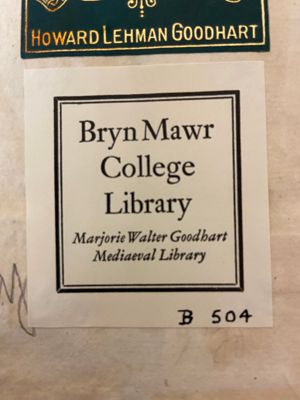 HOWARD LEHMAN GOODHART
Bryn Mawr
College
Library
Marjorie Walter Goodhart
Mediaeval Library
B 504